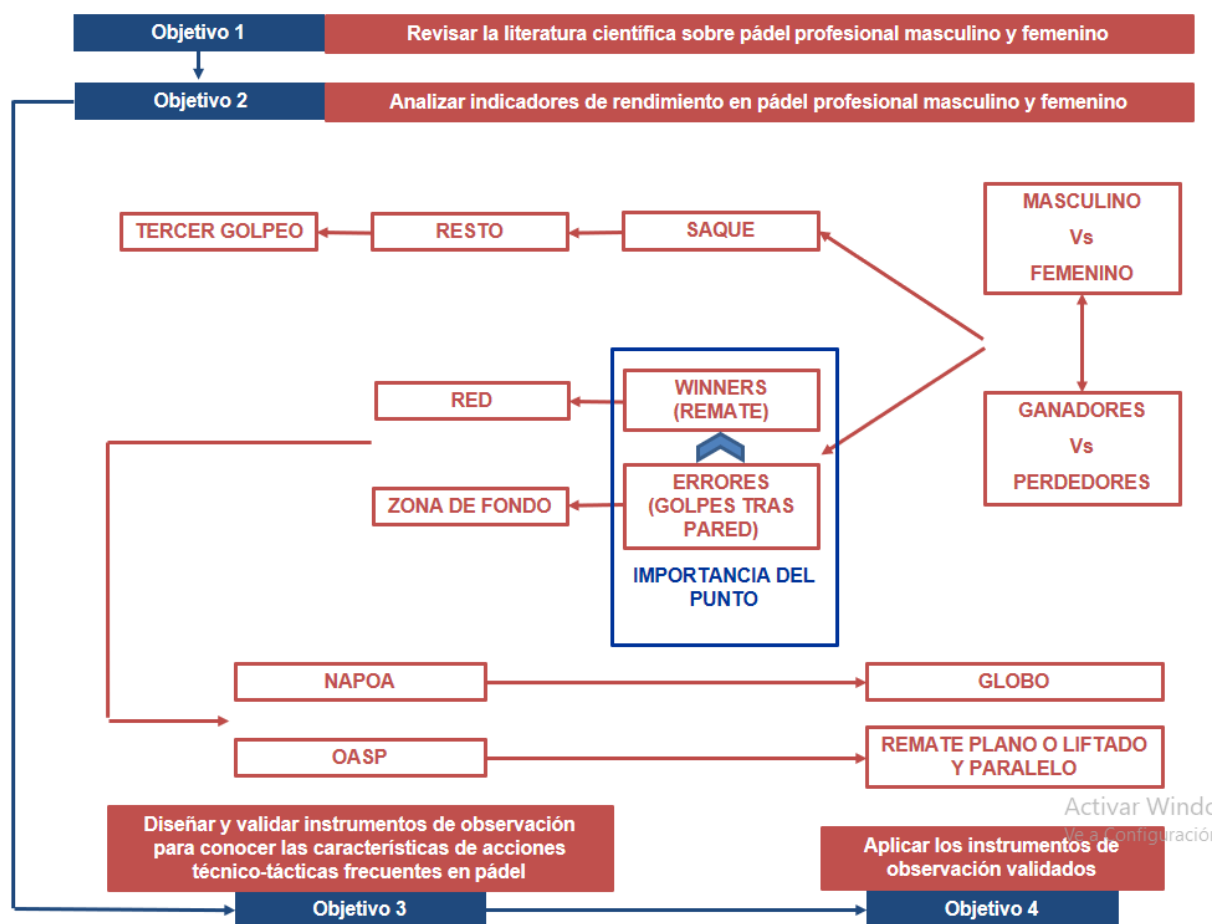 Objetivo 1
Revisar la literatura científica sobre pádel profesional masculino y femenino
Objetivo 2
Analizar indicadores de rendimiento en pádel profesional masculino y femenino
MASCULINO
Vs
FEMENINO
TERCER GOLPEO
RESTO
SAQUE
RED
WINNERS
(REMATE)
GANADORES
Vs
PERDEDORES
ZONA DE FONDO
ERRORES
(GOLPES TRAS
PARED)
IMPORTANCIA DEL
PUNTO
NAPOA
GLOBO
OASP
REMATE PLANO O LIFTADO
Y PARALELO
Activar Windo
Ve a Configuración
Diseñar y validar instrumentos de observación
para conocer las características de acciones
técnico-tácticas frecuentes en pádel
Aplicar los instrumentos de
observación validados
Objetivo 3
Objetivo 4